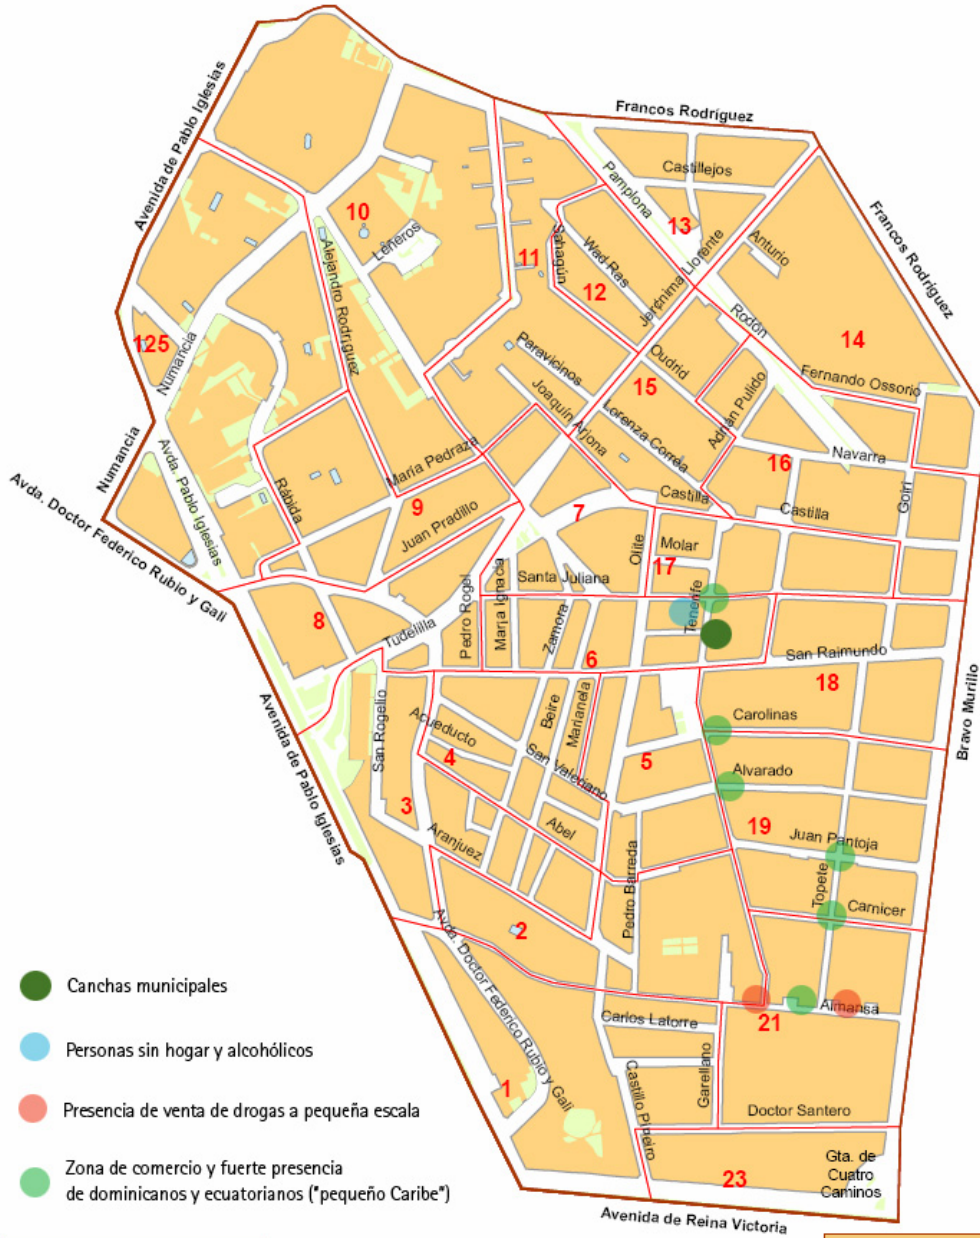 Francos Rodríguez
Avenida de Pablo Iglesias
Castillejos
Pamplona
13
Francos Rodríguez
10
Leñeros
Alejandro Rodríguez
11
Sahagún
Wad Ras
12
Jerónima Llorente
Anturio
Rodón
14
125
Numancia
Paravicinos
Oudrid
15
Fernando Ossorio
Joaquín Arjona
Lorenza Correa
Adrián Pulido
Numancia
Avda. Pablo Iglesias
María Pedraza
Navarra
16
Rábida
9
Juan Pradillo
7
Castilla
Castilla
Goiri
Avda. Doctor Federico Rubio y Gali
Olite
Molar
17
Santa Juliana
Tenerife
8
Tudelilla
Pedro Rogel
María Ignacia
Zamora
6
San Raimundo
18
Bravo Murillo
Avenida de Pablo Iglesias
San Rogelio
Acueducto
Beire
Marianela
Carolinas
4
San Valeriano
5
Alvarado
3
Aranjuez
Abel
19
Juan Pantoja
Pedro Barreda
Topete
Carnicer
2
Avda. Doctor Federico Rubio y Gali
Canchas municipales
Almansa
21
Carlos Latorre
Personas sin hogar y alcohólicos
Garellano
1
Castillo Piñeiro
Presencia de venta de drogas a pequeña escala
Doctor Santero
Zona de comercio y fuerte presencia
de dominicanos y ecuatorianos ("pequeño Caribe")
23
Gta. de
Cuatro
Caminos
Avenida de Reina Victoria